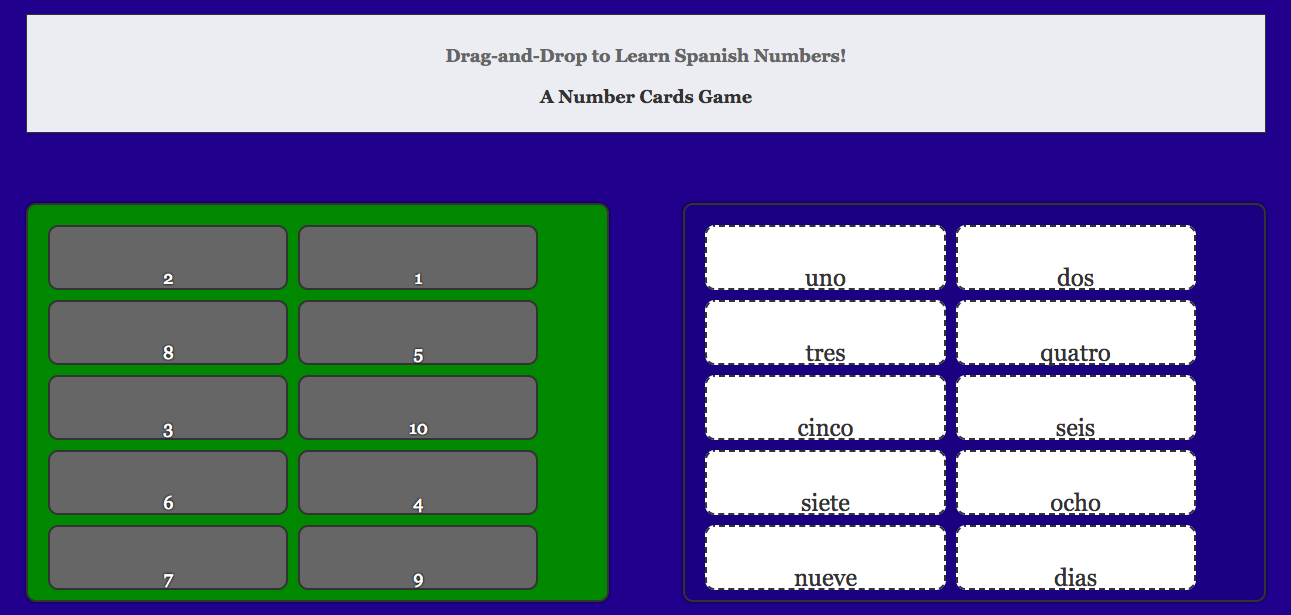 Drag-and-Drop to Learn Spanish Numbers!
A Number Cards Game
2 1
8 5
3 10
6 4
7 9
uno dos
tres quatro
cinco seis
siete ocho
nueve dias